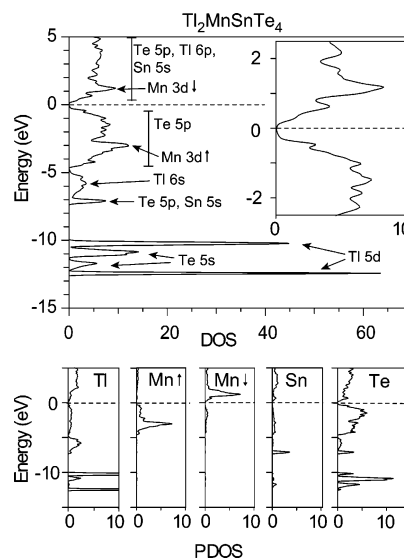 Tl2MnSnTe4
Energy (eV)
5
0
-5
-10
-15
Te 5p, Tl 6p,
Sn 5s
Mn 3d↓
Te 5p
Mn 3d↑
Tl 6s
Te 5p, Sn 5s
Tl 5d
Te 5s
2
1
0
-1
-2
0
10
0
20
40
60
DOS
Energy (eV)
5
0
-10
Tl
Mn↑
Mn↓
Sn
Te
0
10
0
10
0
10
0
10
0
10
PDOS